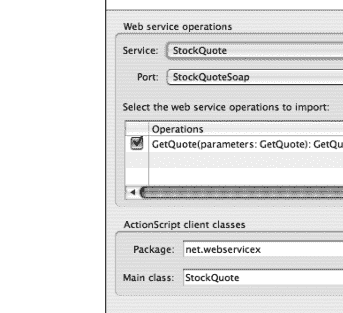 Web service operations
Service: StockQuote
Port: StockQuoteSoap
Select the web service operations to import:
Operations
GetQuote(parameters: GetQuote): GetQu
ActionScript client classes
Package: net.webservicex
Main class: StockQuote